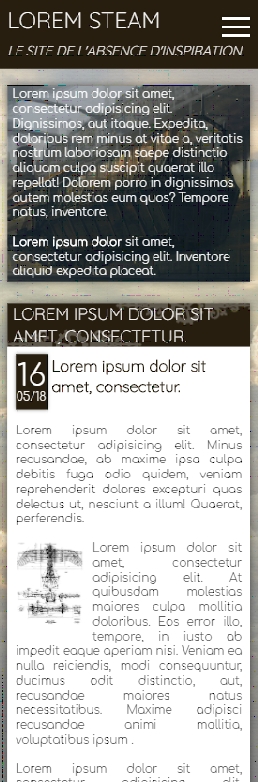 LOREM STEAM
LE SITE DE L'ABSENCE D'INSPIRATION
Lorem ipsum dolor sit amet,
consectetur adipisicing elit.
Dignissimos, aut itaque. Expedita,
doloribus rem minus at vitae a, veritatis
nostrum laboriosam saepe distinctio
aliquam culpa suscipit quaerat illo
repellat! Dolorem porro in dignissimos
autem molestias eum quos? Tempore
natus, inventore.
Lorem ipsum dolor sit amet,
consectetur adipisicing elit. Inventore
aliquid expedita placeat.
LOREM IPSUM DOLOR SIT
AMET, CONSECTETUR.
16
05/18
Lorem ipsum dolor sit
amet, consectetur.
Lorem ipsum dolor sit amet,
consectetur adipisicing elit. Minus
recusandae, ab maxime ipsa culpa
debitis fuga odio quidem, veniam
reprehenderit dolores excepturi quas
delectus ut, nesciunt a illum! Quaerat,
perferendis.
Lorem ipsum dolor sit
amet, consectetur
adipisicing elit. At
quibusdam molestias
maiores culpa mollitia
doloribus. Eos error illo,
tempore, in iusto ab
impedit eaque aperiam nisi. Veniam ea
nulla reiciendis, modi consequuntur,
ducimus odit distinctio, aut,
recusandae maiores natus
necessitatibus. Maxime adipisci
recusandae animi mollitia,
voluptatibus ipsum .
Lorem ipsum dolor sit amet,
consectetur adipisicing elit.